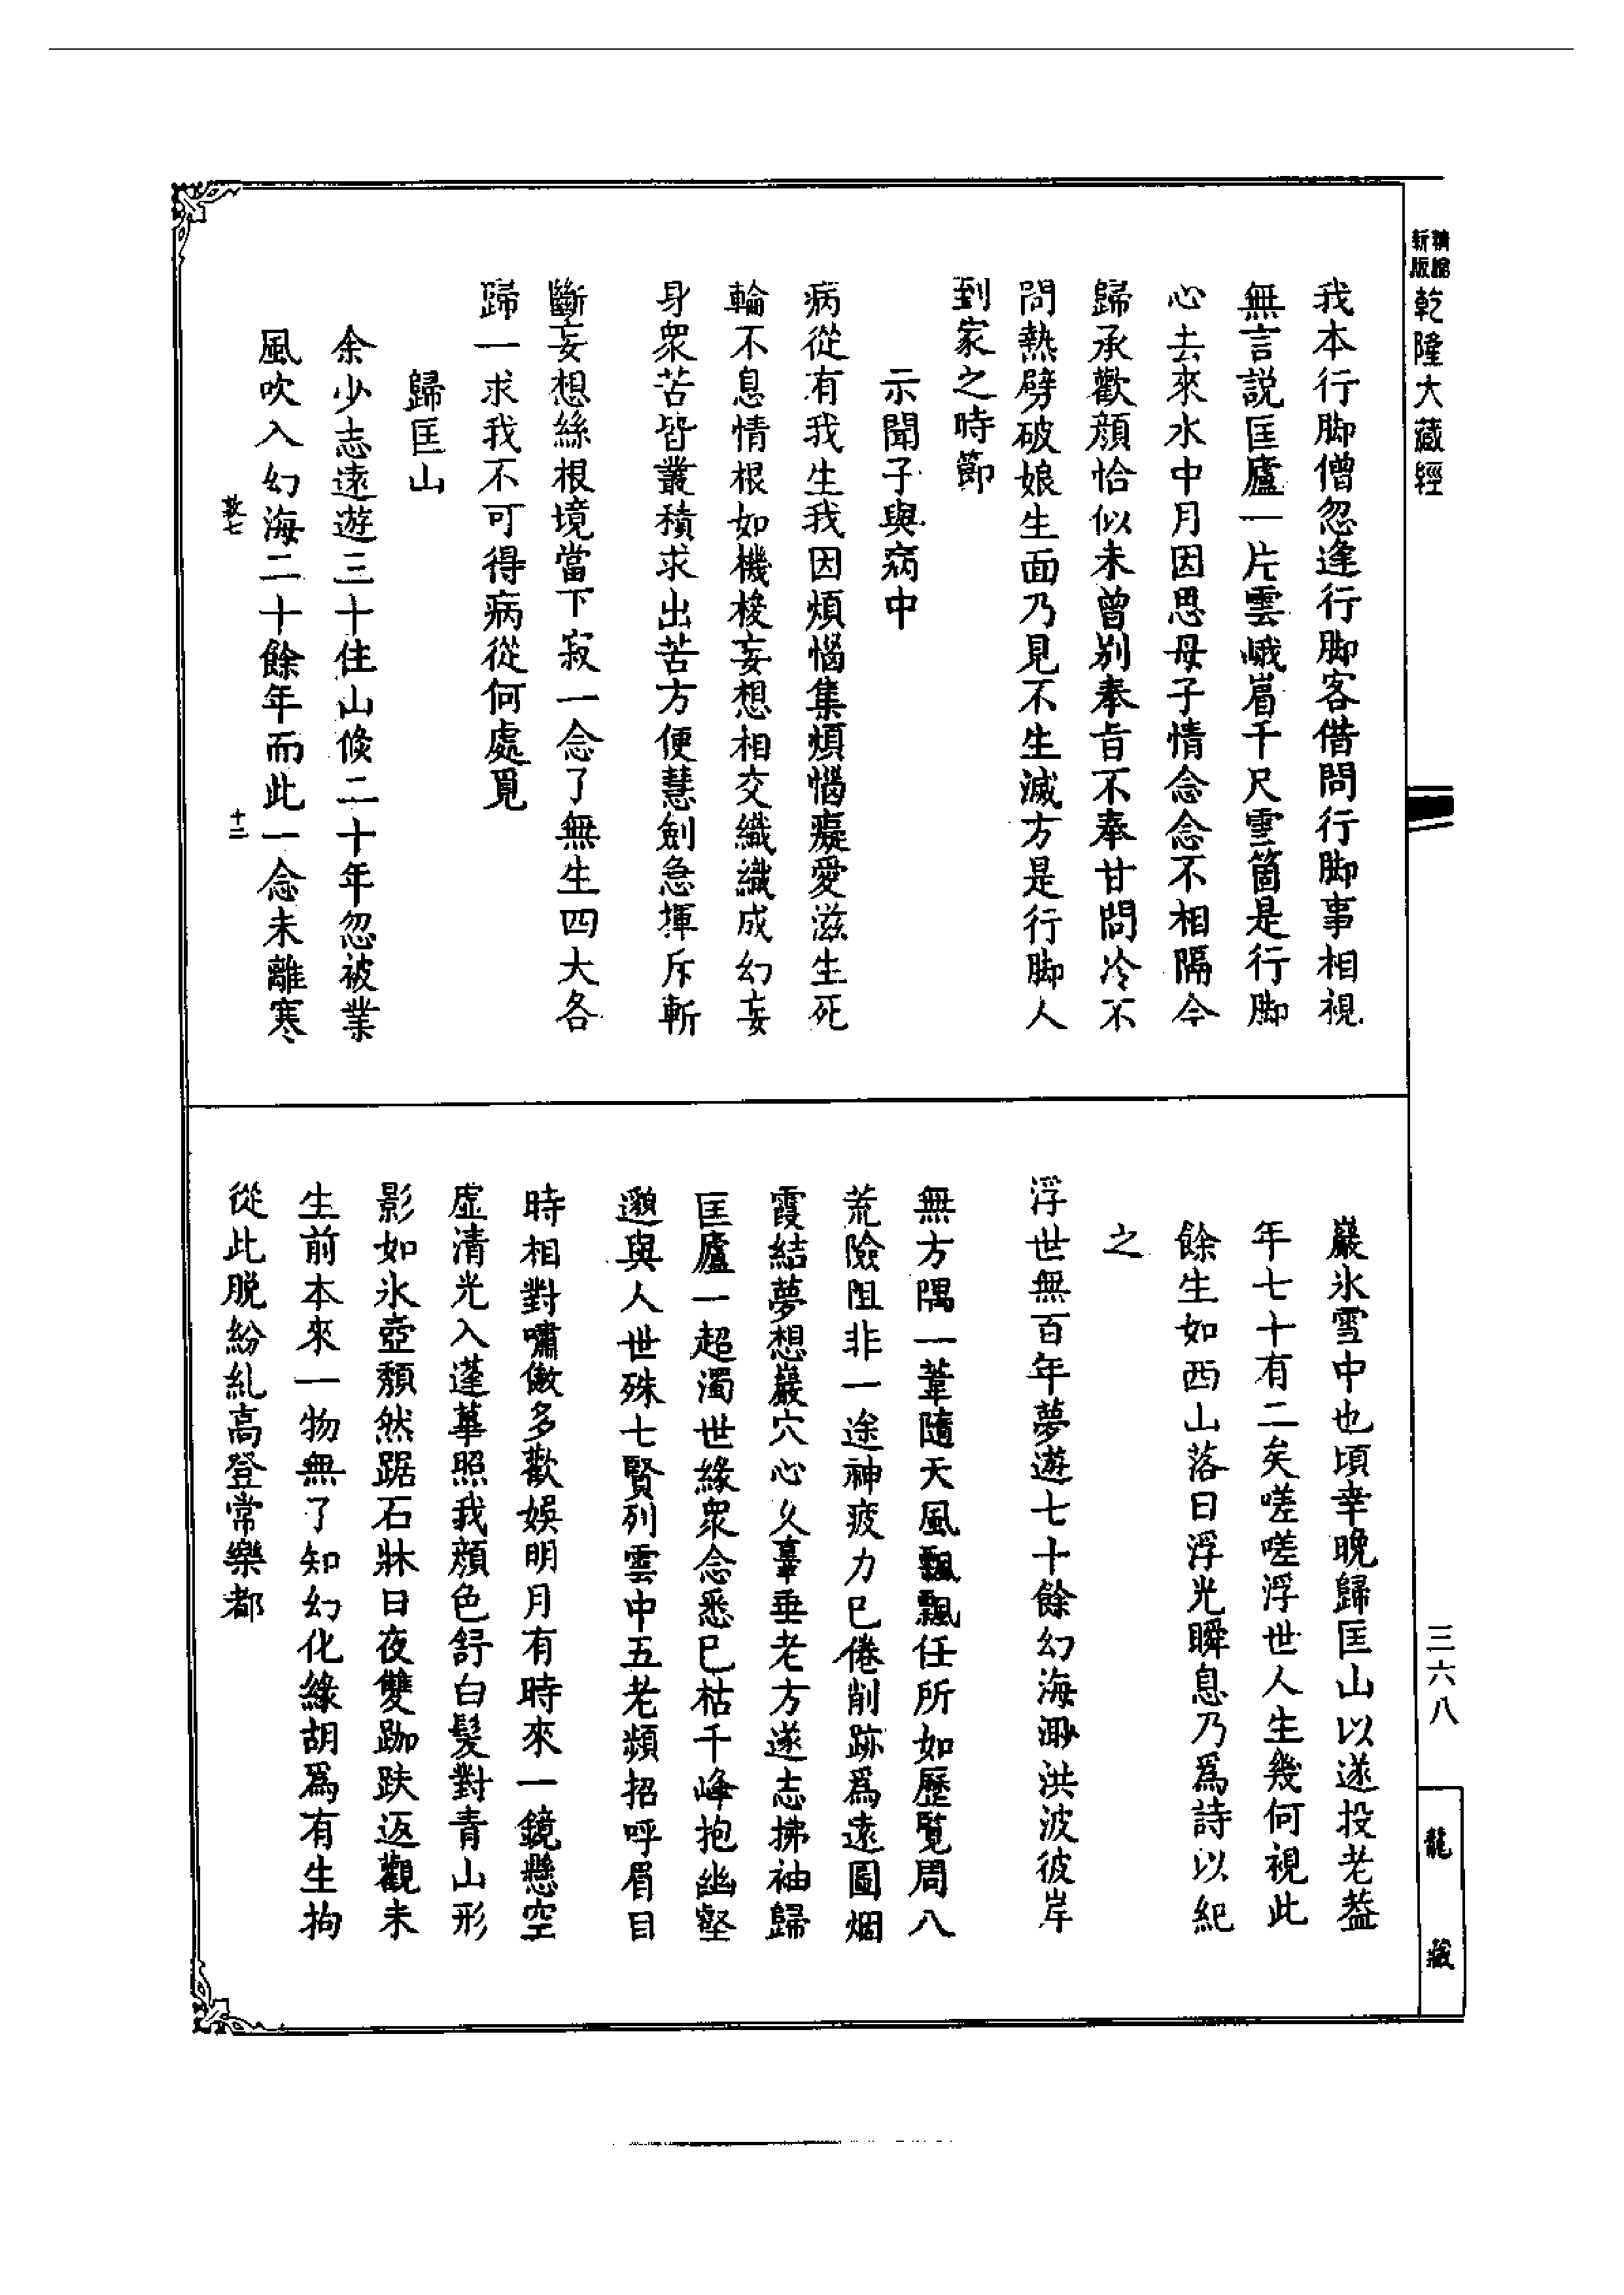 精縮新版
乾隆大藏經
我本行脚僧忽逢行脚客借問行脚事相視
無言説匡廬一片雲峨嵋千尺雪箇是行脚
心去來水中月因思母子情念念不相隔今
歸承歡顔恰似未曾别奉旨不奉甘問冷不
問熱劈破娘生面乃見不生滅方是行脚人
到家之時節
示聞子與病中
病從有我生我因煩惱集煩惱癡愛滋生死
輪不息情根如機梭妄想相交織織成幻妄
身衆苦皆叢積求出苦方便慧劍急揮斥斬
斷妄想絲根境當下寂一念了無生四大各
歸一求我不可得病從何處覓
歸匡山
余少志遠遊三十住山倐二十年忽被業
風吹入幻海二十餘年而此一念未離寒
敦七
十二
巖氷雪中也頃幸晚歸匡山以遂投老葢
年七十有二矣嗟嗟浮世人生幾何視此
餘生如西山落日浮光瞬息乃爲詩以紀
之
浮世無百年夢遊七十餘幻海渺洪波彼岸
無方隅一葦隨天風飄飄任所如歷覧周八
荒險阻非一途神疲力已倦削跡爲遠圖烟
霞結夢想巖穴心乆辜垂老方遂志拂袖歸
匡廬一超濁世緣衆念悉已枯千峰抱幽壑
邈與人世殊七賢列雲中五老頻招呼眉目
時相對嘯傲多歡娱明月有時來一鏡懸空
虛清光入蓬蓽照我顔色舒白髪對青山形
影如氷壺頽然踞石牀日夜雙跏趺返觀未
生前本來一物無了知幻化緣胡爲有生拘
從此脱紛糺高登常樂都
三六八
龍藏